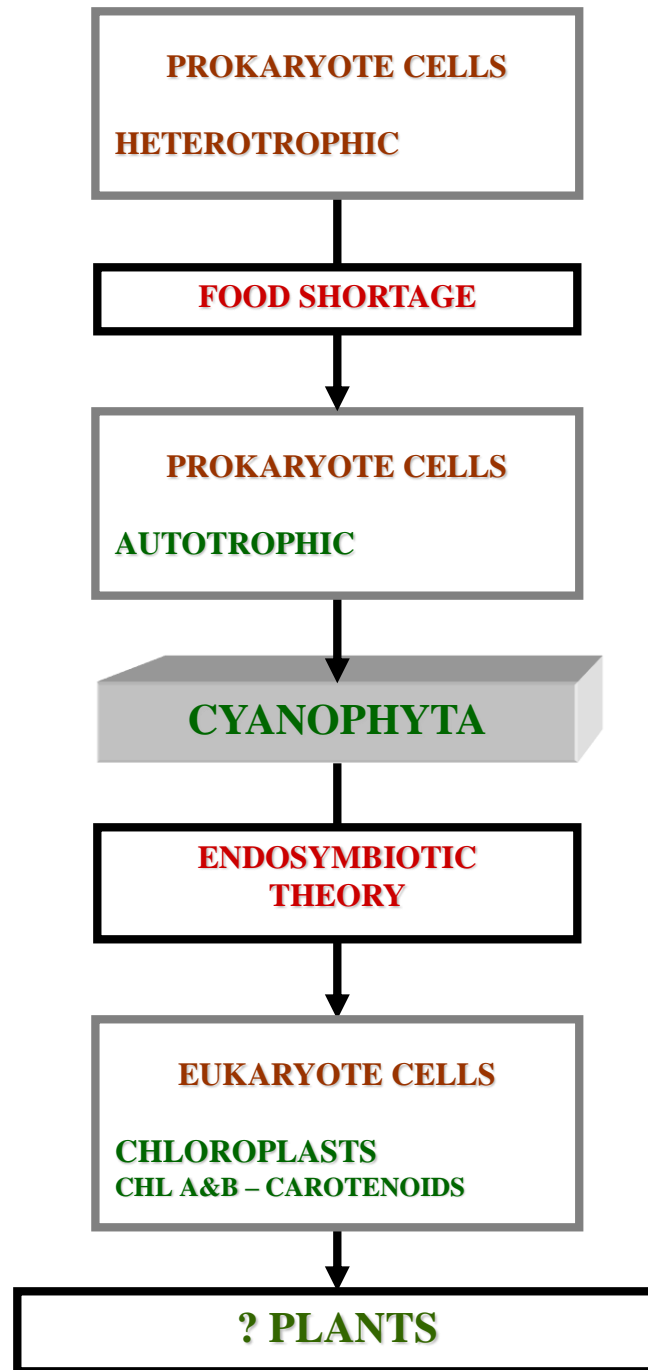 PROKARYOTE CELLS
HETEROTROPHIC
FOOD SHORTAGE
PROKARYOTE CELLS
AUTOTROPHIC
CYANOPHYTA
ENDOSYMBIOTIC
THEORY
EUKARYOTE CELLS
CHLOROPLASTS
CHL A&B – CAROTENOIDS
? PLANTS